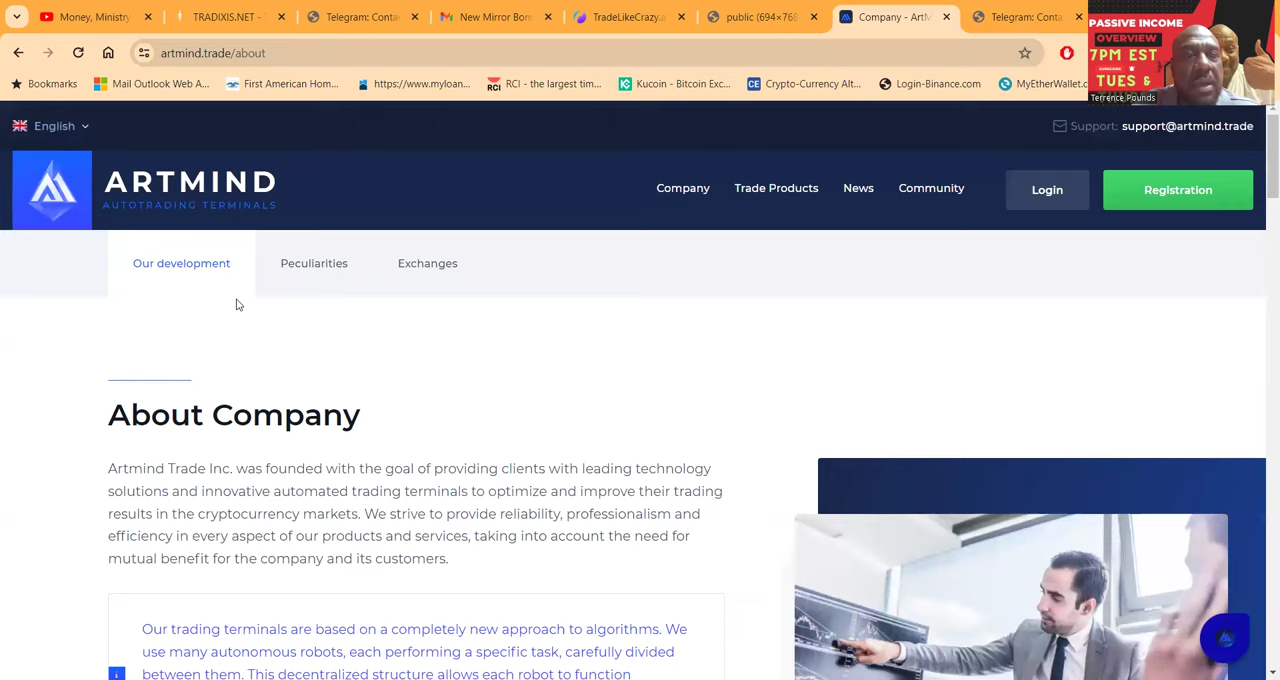 Money, Ministry
TRADIXIS.NET - T
Telegram: Conta
New Mirror Bon
TradeLikeCrazy.a
public (694×768
Company - ArtM
Telegram: Conta
artmind.trade/about
Bookmarks
Mail Outlook Web A...
First American Hom...
https://www.myloan...
RCI - the largest tim...
Kucoin - Bitcoin Exc...
Crypto-Currency Alt...
Login-Binance.com
MyEtherWallet.c
PASSIVE INCOME
OVERVIEW
7PM EST
TUES &
Terrence Pounds
English
Support: support@artmind.trade
ARTMIND
AUTOTRADING TERMINALS
Company
Trade Products
News
Community
Login
Registration
Our development
Peculiarities
Exchanges
About Company
Artmind Trade Inc. was founded with the goal of providing clients with leading technology
solutions and innovative automated trading terminals to optimize and improve their trading
results in the cryptocurrency markets. We strive to provide reliability, professionalism and
efficiency in every aspect of our products and services, taking into account the need for
mutual benefit for the company and its customers.
Our trading terminals are based on a completely new approach to algorithms. We
use many autonomous robots, each performing a specific task, carefully divided
between them. This decentralized structure allows each robot to function